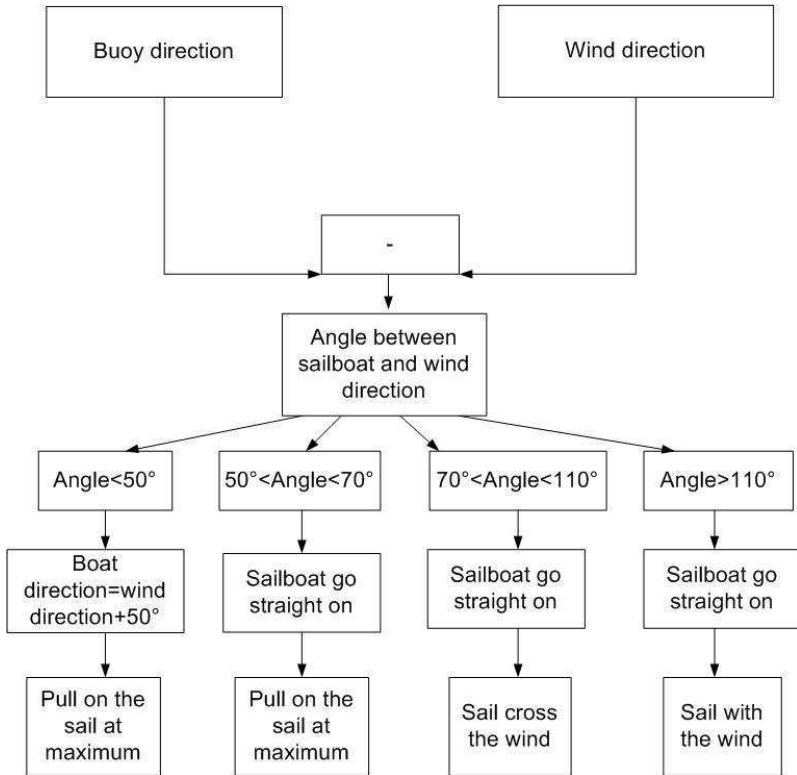 Buoy direction
Wind direction
-
Angle between
sailboat and wind
direction
Angle<50°
50°<Angle<70°
70°<Angle<110°
Angle>110°
Boat
direction=wind
direction+50°
Sailboat go
straight on
Sailboat go
straight on
Sailboat go
straight on
Pull on the
sail at
maximum
Pull on the
sail at
maximum
Sail cross
the wind
Sail with
the wind